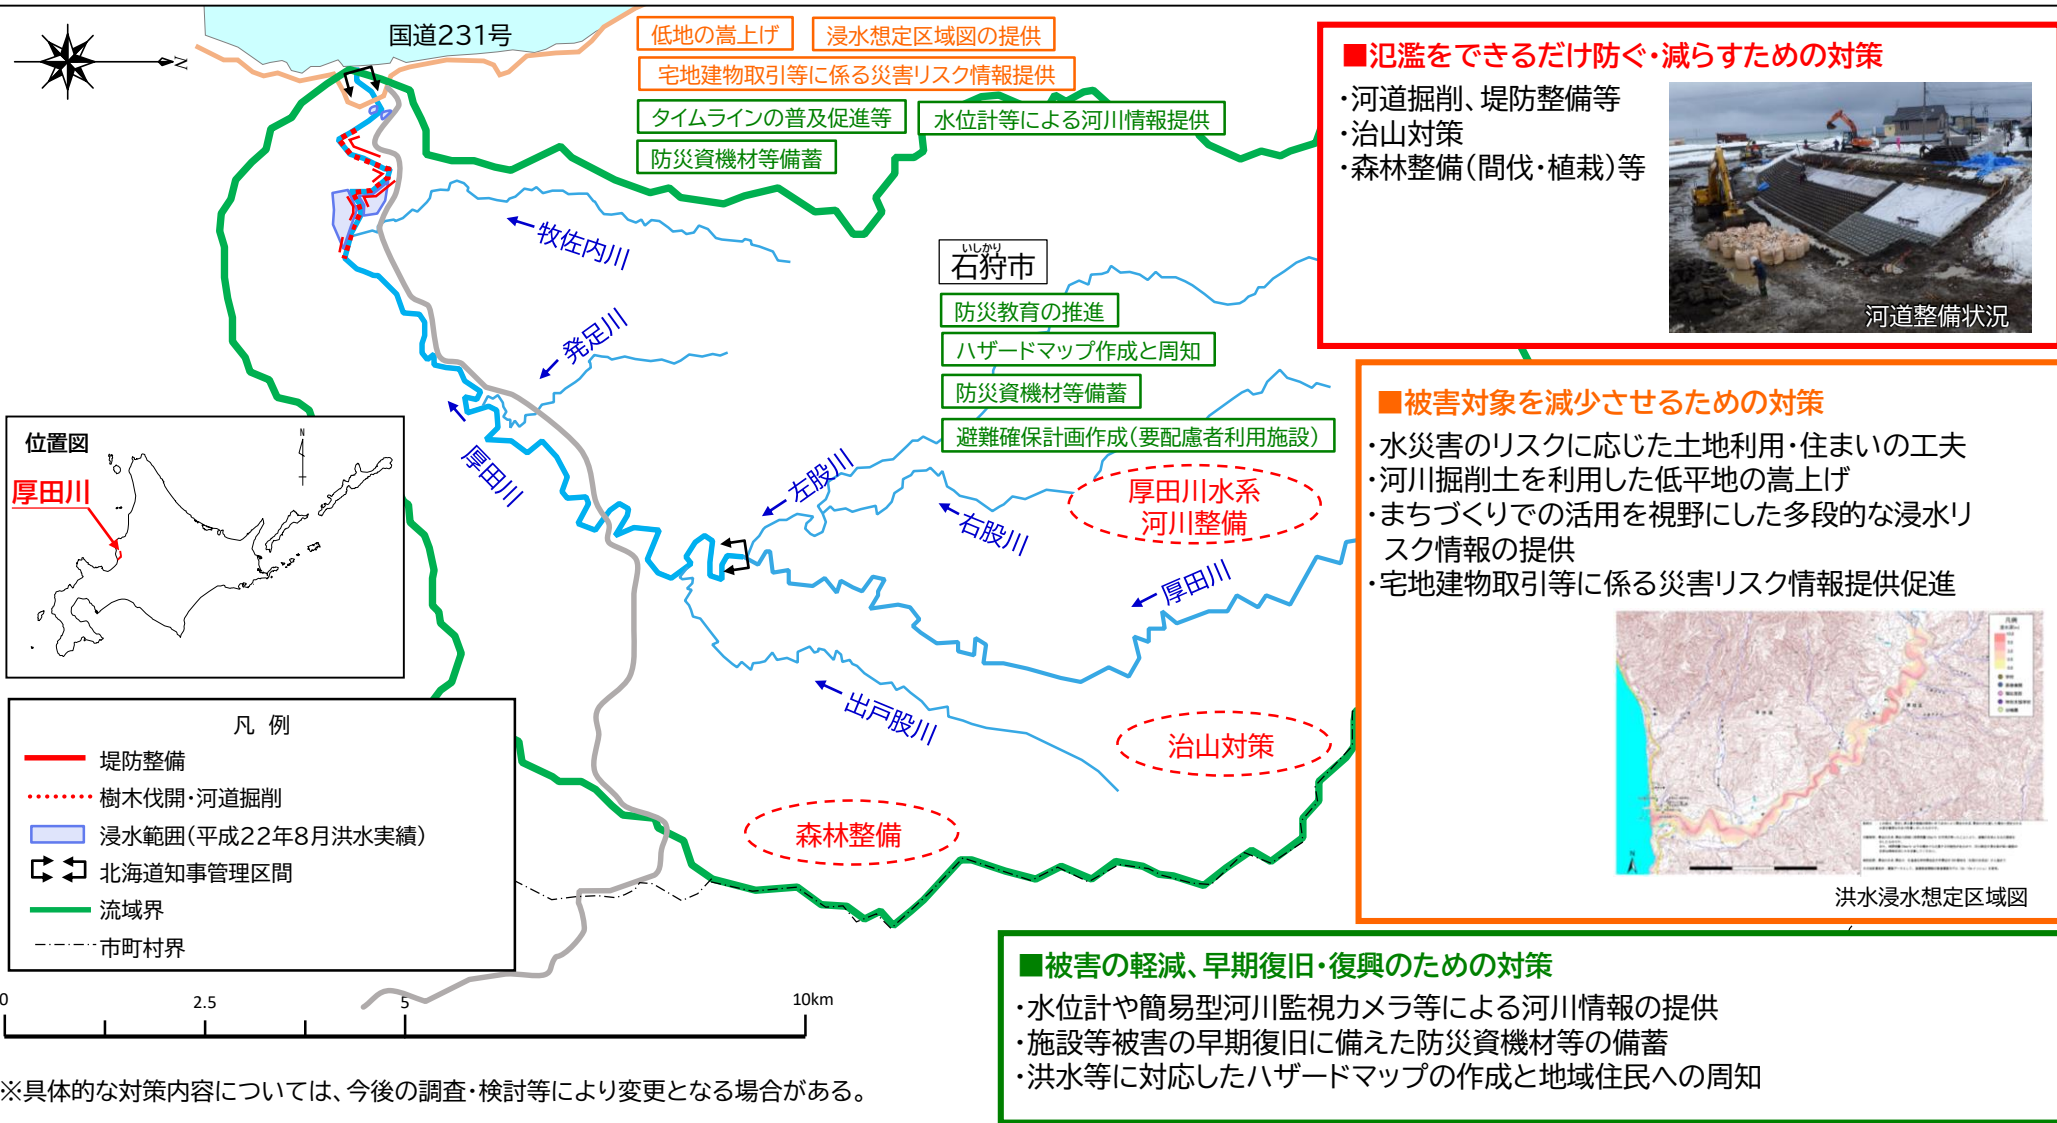 国道231号
N
低地の嵩上げ
浸水想定区域図の提供
宅地建物取引等に係る災害リスク情報提供
タイムラインの普及促進等
水位計等による河川情報提供
防災資機材等備蓄
牧佐内川
発足川
厚田川
左股川
右股川
厚田川
出戸股川
いしかり
石狩市
防災教育の推進
ハザードマップ作成と周知
防災資機材等備蓄
避難確保計画作成(要配慮者利用施設)
厚田川水系
河川整備
治山対策
森林整備
位置図
N
厚田川
凡 例
堤防整備
樹木伐開・河道掘削
浸水範囲(平成22年8月洪水実績)
北海道知事管理区間
流域界
市町村界
0
2.5
5
10km
※具体的な対策内容については、今後の調査・検討等により変更となる場合がある。
■氾濫をできるだけ防ぐ・減らすための対策
・河道掘削、堤防整備等
・治山対策
・森林整備(間伐・植栽)等
河道整備状況
■被害対象を減少させるための対策
・水災害のリスクに応じた土地利用・住まいの工夫
・河川掘削土を利用した低平地の嵩上げ
・まちづくりでの活用を視野にした多段的な浸水リ
スク情報の提供
・宅地建物取引等に係る災害リスク情報提供促進
凡例
N
洪水浸水想定区域図
■被害の軽減、早期復旧・復興のための対策
・水位計や簡易型河川監視カメラ等による河川情報の提供
・施設等被害の早期復旧に備えた防災資機材等の備蓄
・洪水等に対応したハザードマップの作成と地域住民への周知